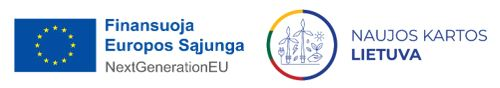 Finansuoja
Europos Sąjunga
NextGenerationEU
NAUJOS KARTOS
LIETUVA